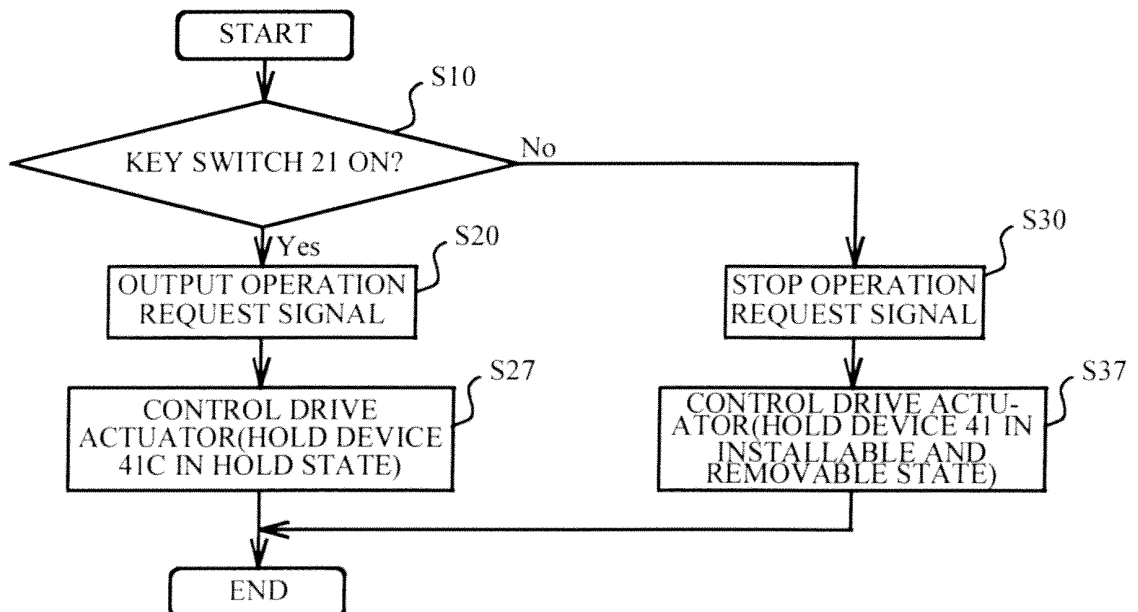 START
S10
KEY SWITCH 21 ON?
No
Yes
S20
OUTPUT OPERATION
REQUEST SIGNAL
S30
STOP OPERATION
REQUEST SIGNAL
S27
CONTROL DRIVE
ACTUATOR(HOLD DEVICE
41C IN HOLD STATE)
S37
CONTROL DRIVE ACTU-
ATOR(HOLD DEVICE 41 IN
INSTALLABLE AND
REMOVABLE STATE)
END